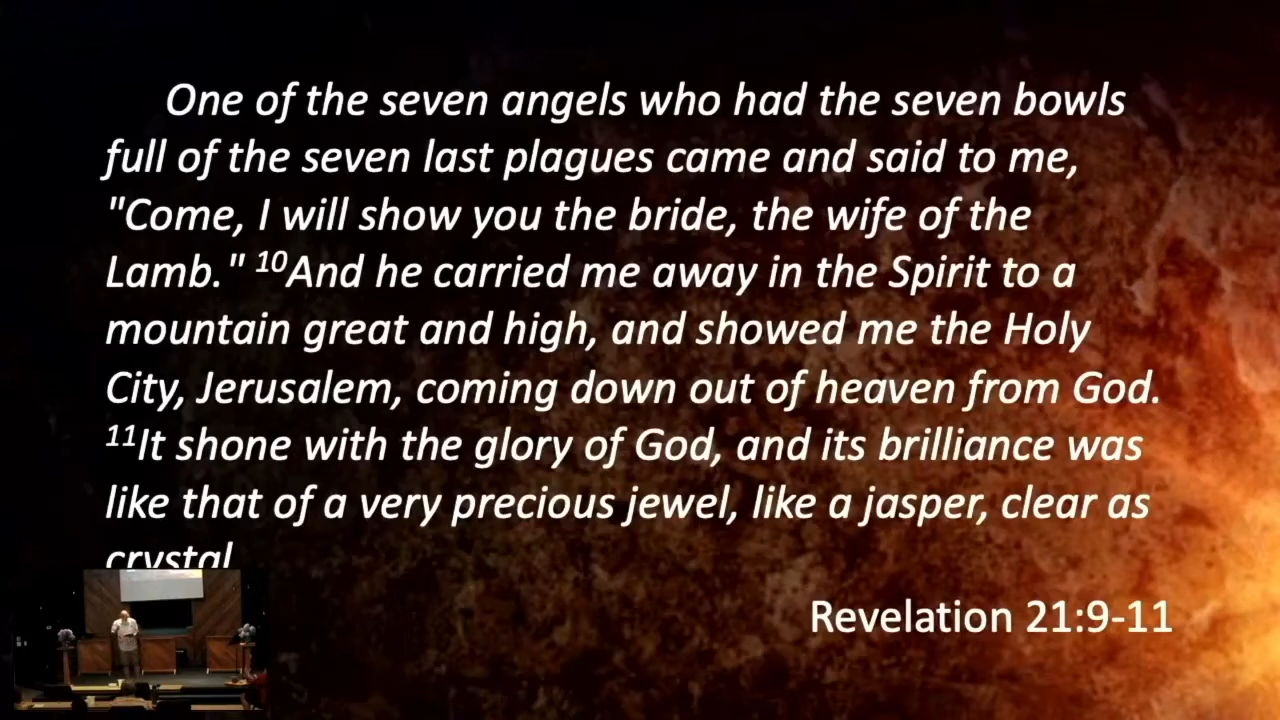 One of the seven angels who had the seven bowls
full of the seven last plagues came and said to me,
"Come, I will show you the bride, the wife of the
Lamb." ¹⁰And he carried me away in the Spirit to a
mountain great and high, and showed me the Holy
City, Jerusalem, coming down out of heaven from God.
¹¹It shone with the glory of God, and its brilliance was
like that of a very precious jewel, like a jasper, clear as
crystal
Revelation 21:9-11